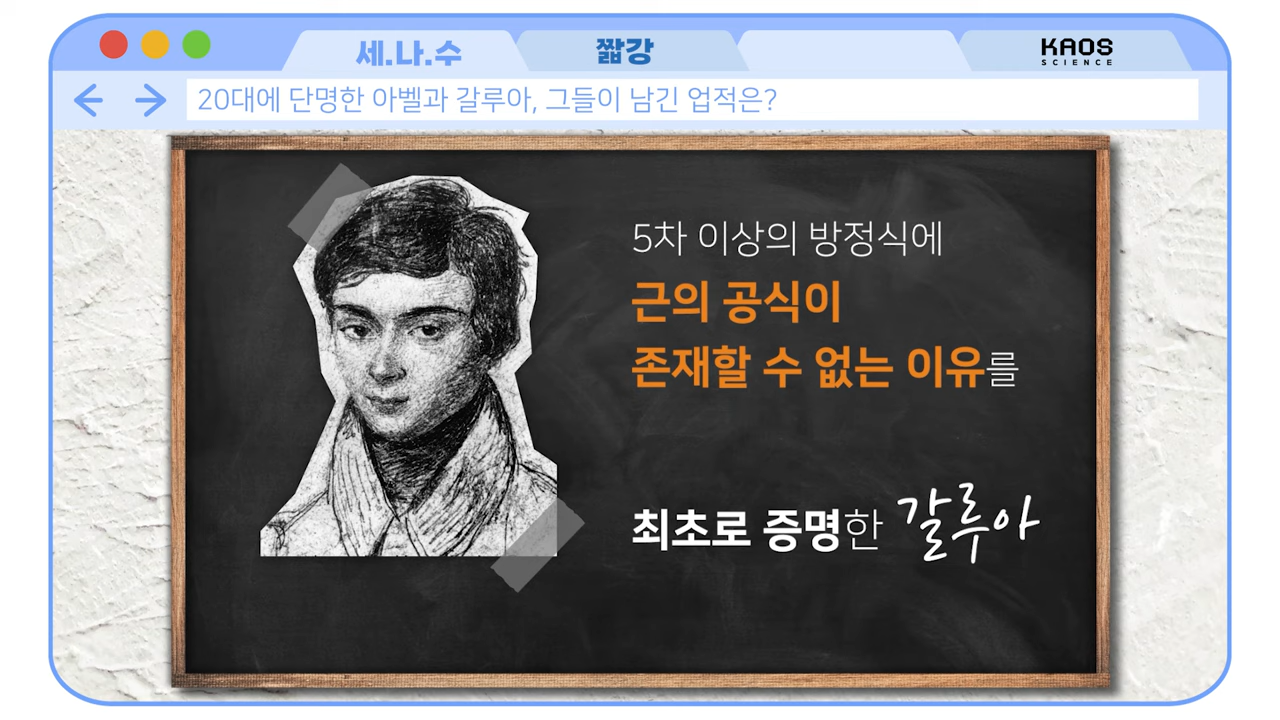 세.나.수
짧강
KAOS
SCIENCE
20대에 단명한 아벨과 갈루아, 그들이 남긴 업적은?
5차 이상의 방정식에
근의 공식이
존재할 수 없는 이유를
최초로 증명한 갈루아